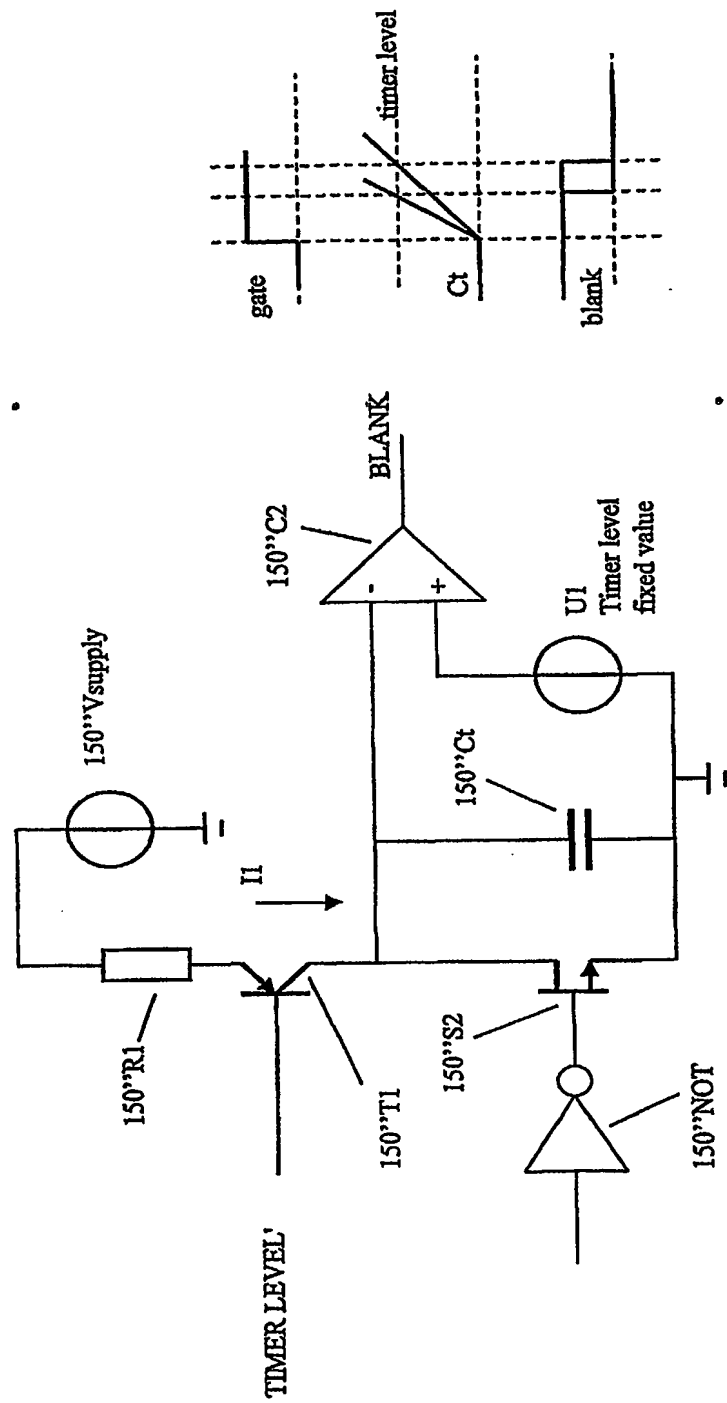 150”Vsupply
150”R1
I1
150”T1
TIMER LEVEL'
150”C2
-
+
BLANK
150”Ct
U1
Timer level
fixed value
150”S2
150”NOT
gate
timer level
Ct
blank